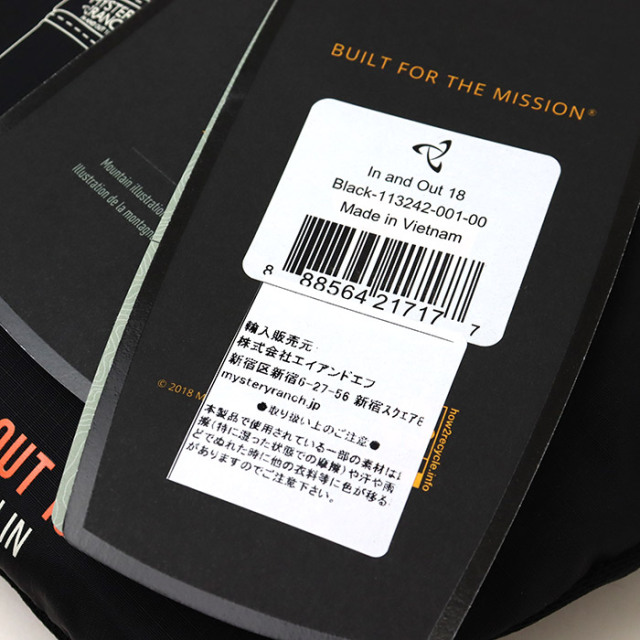 MYSTERY
RANCH
BUILT FOR THE MISSION®
In and Out 18
Black-113242-001-00
Made in Vietnam
8 88564 21717 7
Mountain illustration
Illustration de la montagne
輸入販売元
株式会社エイアンドエフ
新宿区新宿6-27-56 新宿スクエア
mysteryranch.jp
●取り扱い上のご注意●
本製品で使用されている一部の素材は
液(特に湿った状態での摩擦)や汗や雨
どでぬれた時に他の衣料等に色が移る
がありますのでご注意下さい。
© 2018 M
how2recycle.info
OUT
IN